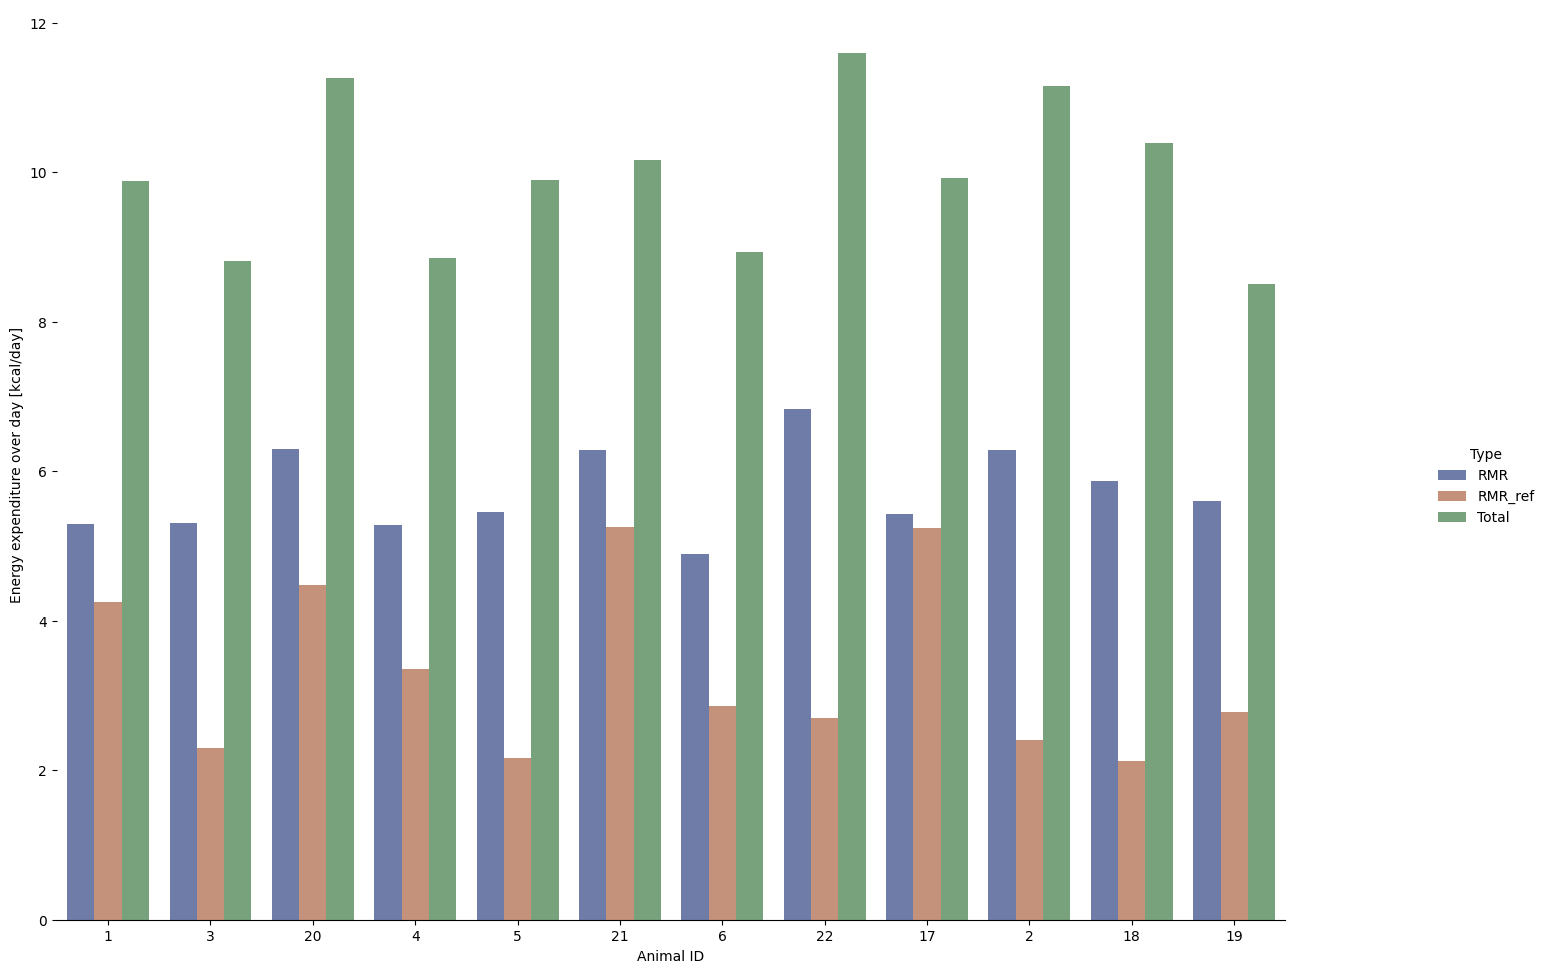 12
10
8
6
4
2
0
Energy expenditure over day [kcal/day]
1 3 20 4 5 21 6 22 17 2 18 19
Animal ID
Type
RMR
RMR_ref
Total